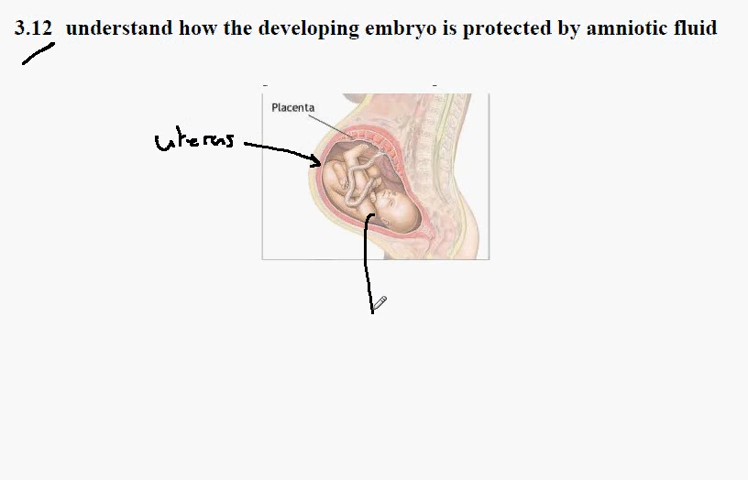 3.12 understand how the developing embryo is protected by amniotic fluid
Placenta
uterus